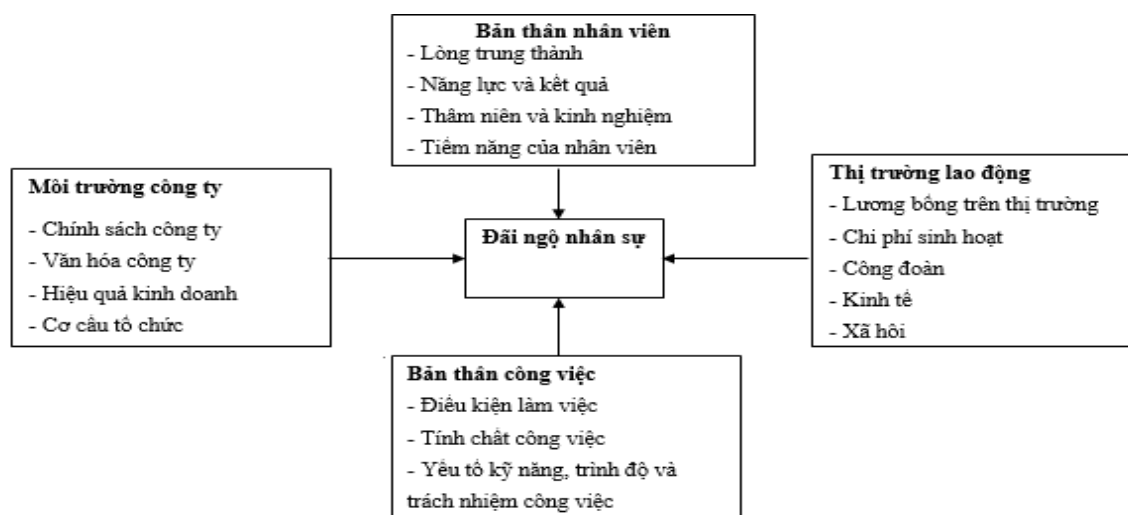 Bản thân nhân viên
- Lòng trung thành
- Năng lực và kết quả
- Thâm niên và kinh nghiệm
- Tiềm năng của nhân viên
Môi trường công ty
- Chính sách công ty
- Văn hóa công ty
- Hiệu quả kinh doanh
- Cơ cấu tổ chức
Đãi ngộ nhân sự
Thị trường lao động
- Lương bổng trên thị trường
- Chi phí sinh hoạt
- Công đoàn
- Kinh tế
- Xã hôi
Bản thân công việc
- Điều kiện làm việc
- Tính chất công việc
- Yếu tố kỹ năng, trình độ và
trách nhiệm công việc